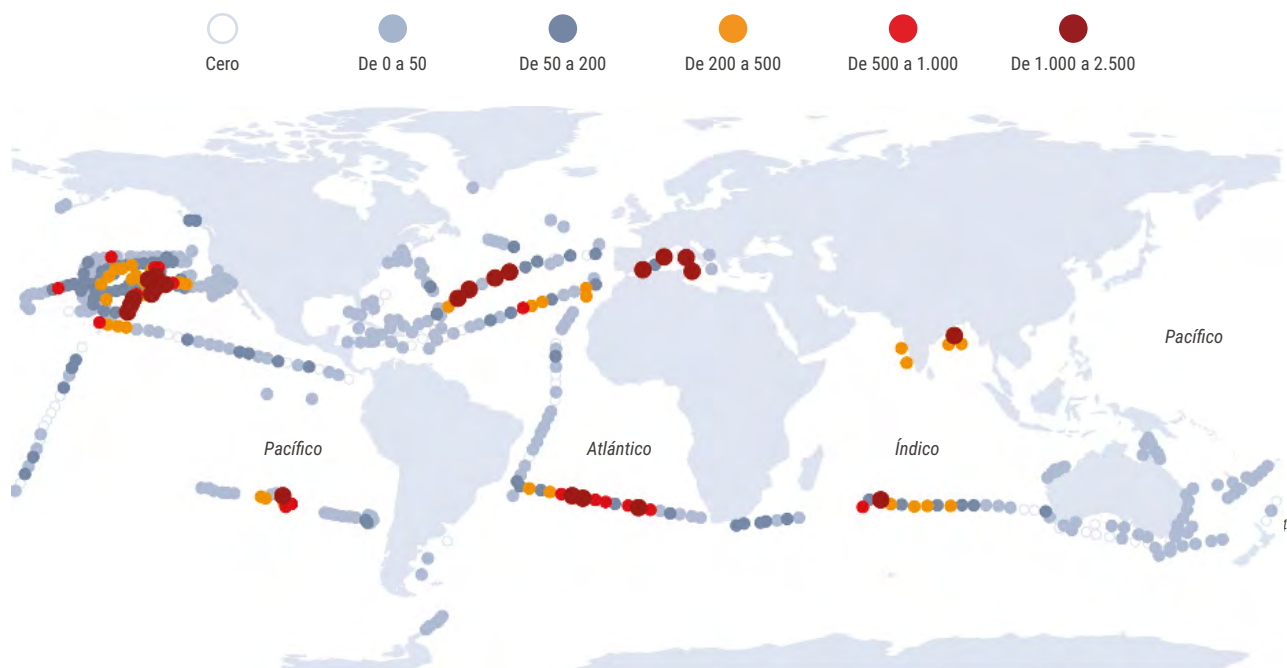 Cero
De 0 a 50
De 50 a 200
De 200 a 500
De 500 a 1.000
De 1.000 a 2.500
Pacífico
Pacífico
Atlántico
Índico